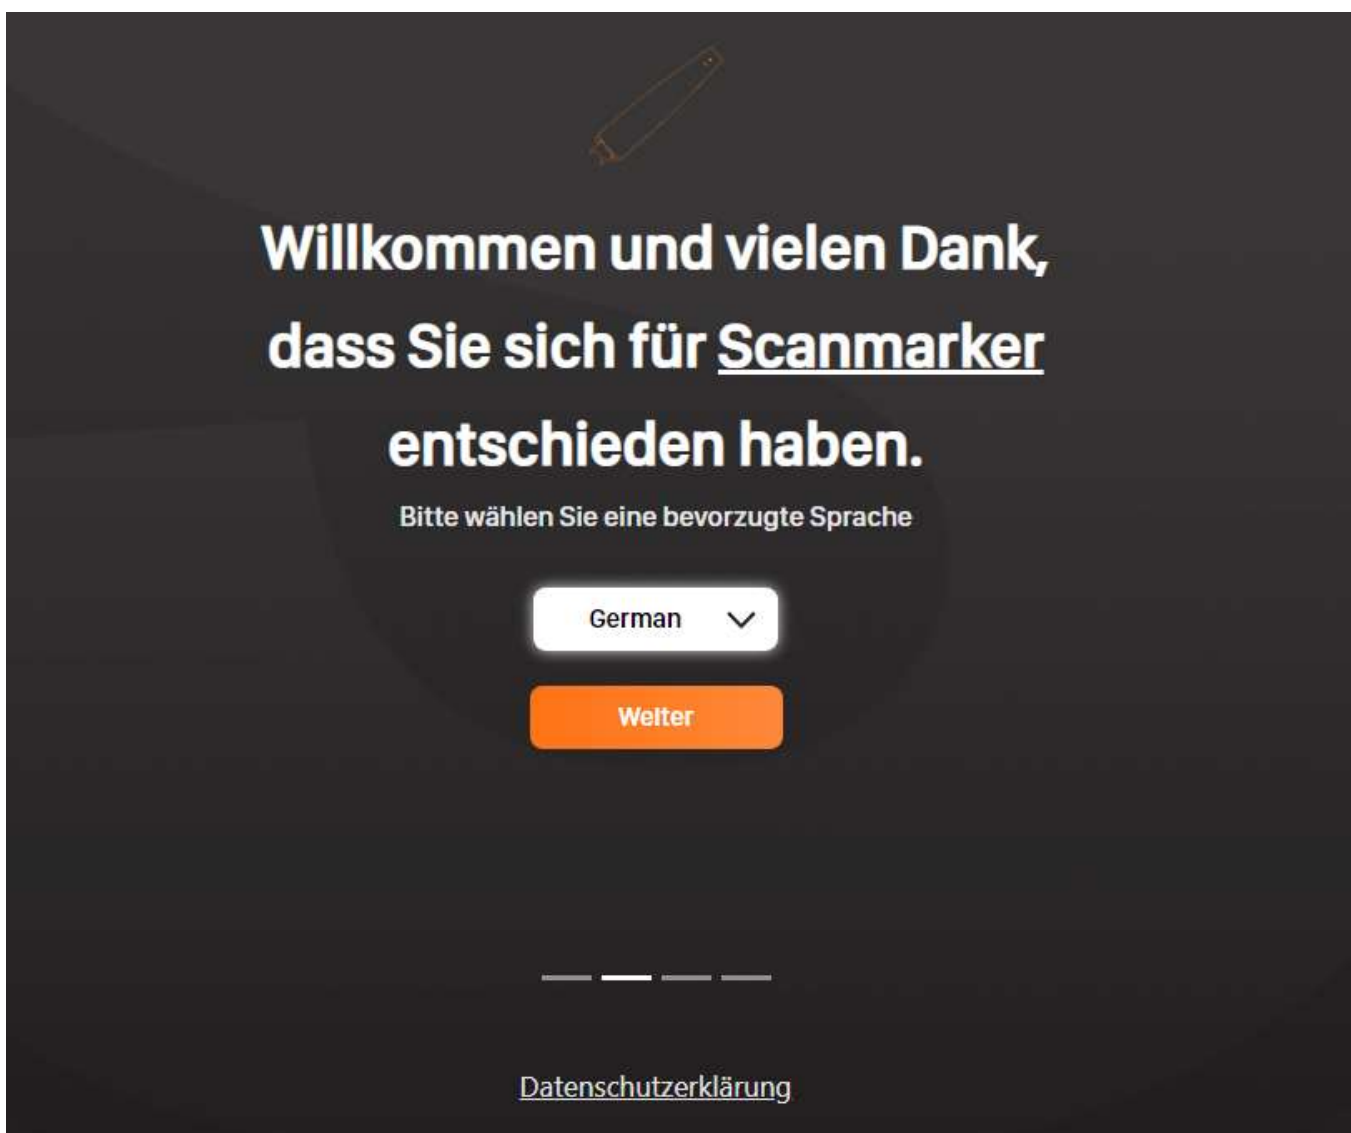 Willkommen und vielen Dank,
dass Sie sich für Scanmarker
entschieden haben.
Bitte wählen Sie eine bevorzugte Sprache
German
Weiter
Datenschutzerklärung